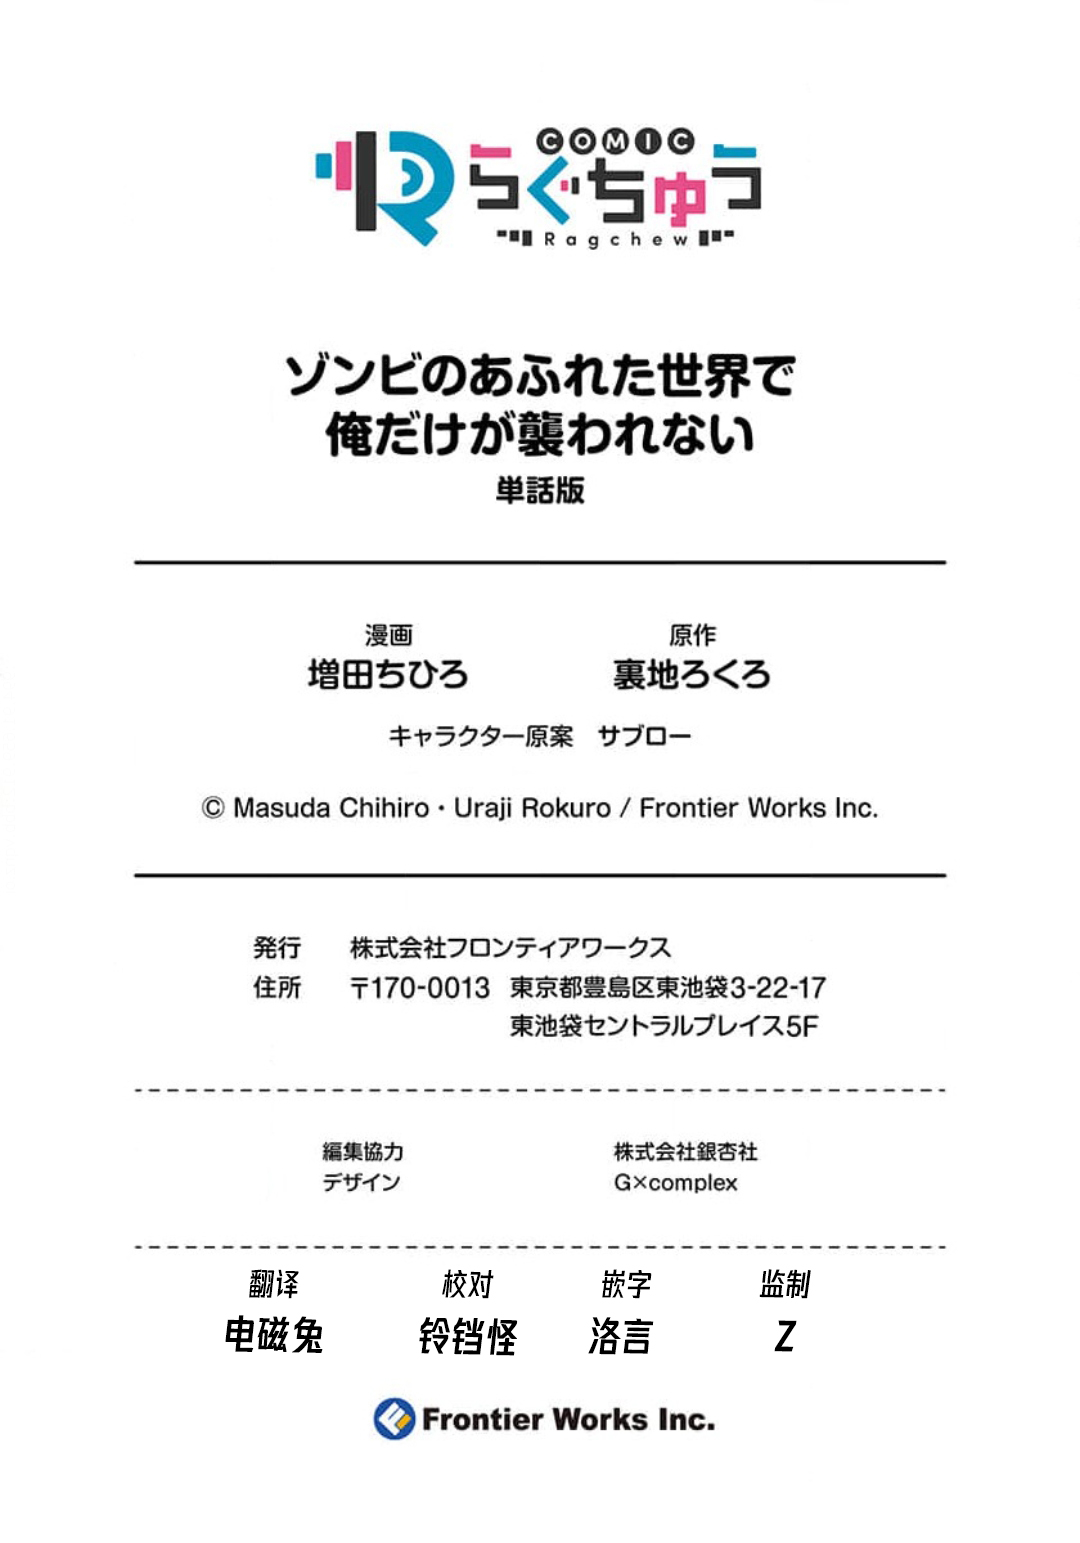 COMIC
らぐちゅう
Ragchew
ゾンビのあふれた世界で
俺だけが襲われない
単話版
漫画 原作
増田ちひろ 裏地ろくろ
キャラクター原案 サブロー
© Masuda Chihiro・Uraji Rokuro / Frontier Works Inc.
発行 株式会社フロンティアワークス
住所 〒170-0013 東京都豊島区東池袋3-22-17
東池袋セントラルプレイス5F
編集協力 株式会社銀杏社
デザイン G×complex
翻译 校对 嵌字 监制
电磁兔 铃铛怪 洛言 Z
Frontier Works Inc.